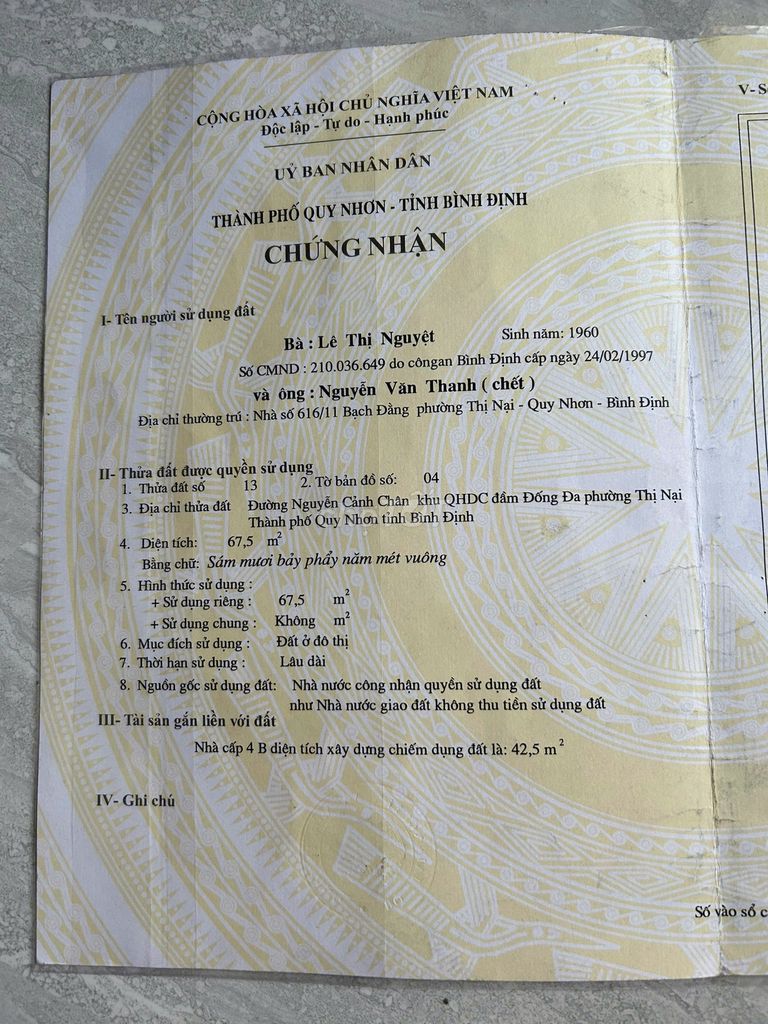 CỘNG HÒA XÃ HỘI CHỦ NGHĨA VIỆT NAM
Độc lập - Tự do - Hạnh phúc
UỶ BAN NHÂN DÂN
THÀNH PHỐ QUY NHƠN - TỈNH BÌNH ĐỊNH
CHỨNG NHẬN
I- Tên người sử dụng đất
Bà : Lê Thị Nguyệt Sinh năm: 1960
Số CMND : 210.036.649 do côngan Bình Định cấp ngày 24/02/1997
và ông : Nguyễn Văn Thanh ( chết )
Địa chỉ thường trú : Nhà số 616/11 Bạch Đằng phường Thị Nại - Quy Nhơn - Bình Định
II- Thửa đất được quyền sử dụng
1. Thửa đất số 13 2. Tờ bản đồ số: 04
3. Địa chỉ thửa đất Đường Nguyễn Cảnh Chân khu QHDC đầm Đống Đa phường Thị Nại
Thành phố Quy Nhơn tỉnh Bình Định
4. Diện tích: 67,5 m²
Bằng chữ: Sám mươi bảy phẩy năm mét vuông
5. Hình thức sử dụng :
+ Sử dụng riêng : 67,5 m²
+ Sử dụng chung : Không m²
6. Mục đích sử dụng : Đất ở đô thị
7. Thời hạn sử dụng : Lâu dài
8. Nguồn gốc sử dụng đất: Nhà nước công nhận quyền sử dụng đất
như Nhà nước giao đất không thu tiền sử dụng đất
III- Tài sản gắn liền với đất
Nhà cấp 4 B diện tích xây dựng chiếm dụng đất là: 42,5 m²
IV- Ghi chú
V- S
Số vào sổ c